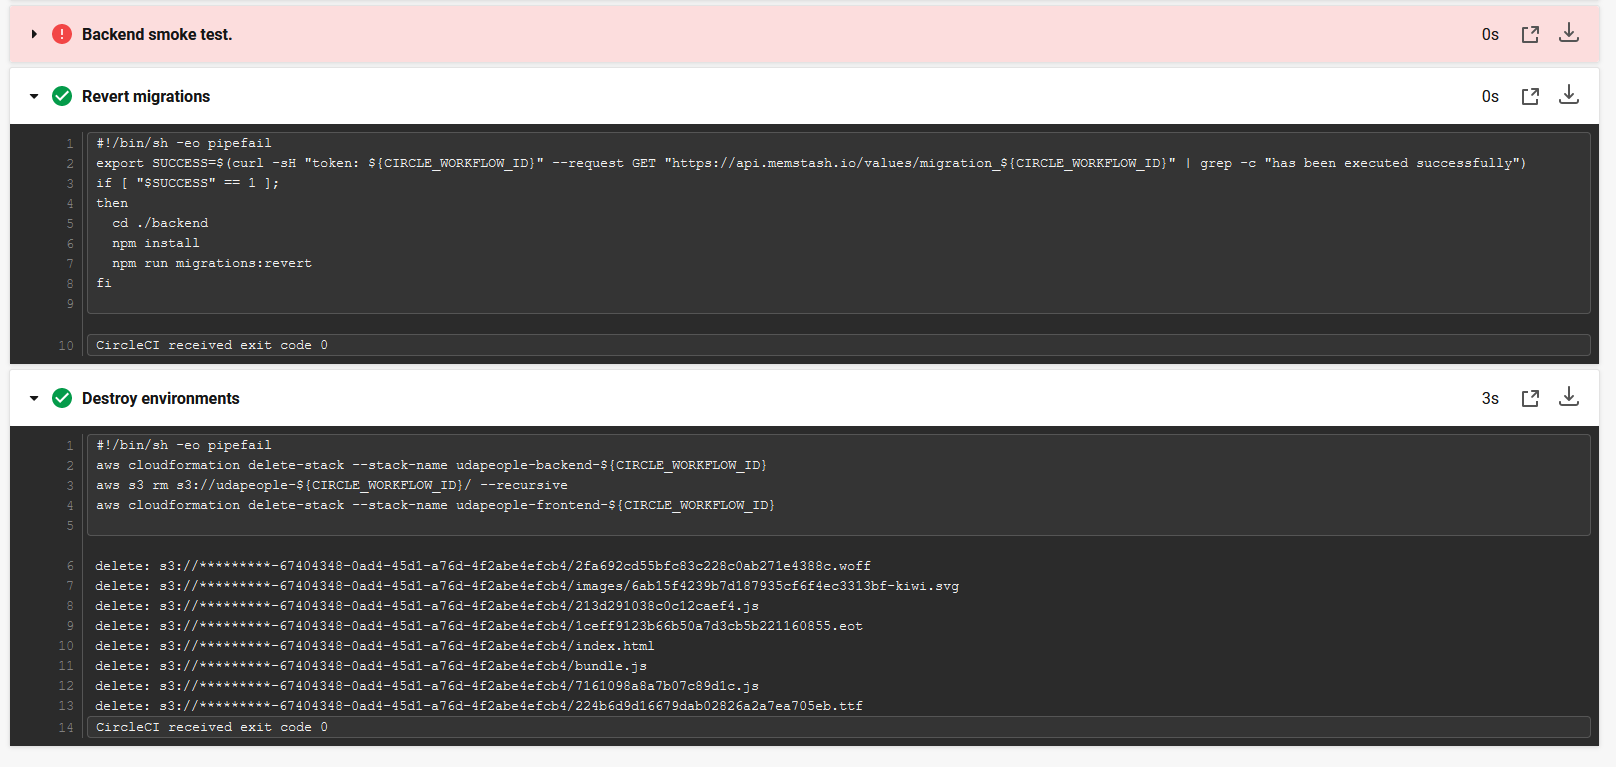 Backend smoke test.
0s
Revert migrations
0s
1 #!/bin/sh -eo pipefail
2 export SUCCESS=$(curl -sH "token: ${CIRCLE_WORKFLOW_ID}" --request GET "https://api.memstash.io/values/migration_${CIRCLE_WORKFLOW_ID}" | grep -c "has been executed successfully")
3 if [ "$SUCCESS" == 1 ];
4 then
5   cd ./backend
6   npm install
7   npm run migrations:revert
8 fi
9
10 CircleCI received exit code 0
Destroy environments
3s
1 #!/bin/sh -eo pipefail
2 aws cloudformation delete-stack --stack-name udapeople-backend-${CIRCLE_WORKFLOW_ID}
3 aws s3 rm s3://udapeople-${CIRCLE_WORKFLOW_ID}/ --recursive
4 aws cloudformation delete-stack --stack-name udapeople-frontend-${CIRCLE_WORKFLOW_ID}
5
6 delete: s3://*********-67404348-0ad4-45d1-a76d-4f2abe4efcb4/2fa692cd55bfc83c228c0ab271e4388c.woff
7 delete: s3://*********-67404348-0ad4-45d1-a76d-4f2abe4efcb4/images/6ab15f4239b7d187935cf6f4ec3313bf-kiwi.svg
8 delete: s3://*********-67404348-0ad4-45d1-a76d-4f2abe4efcb4/213d291038c0c12caef4.js
9 delete: s3://*********-67404348-0ad4-45d1-a76d-4f2abe4efcb4/1ceff9123b66b50a7d3cb5b221160855.eot
10 delete: s3://*********-67404348-0ad4-45d1-a76d-4f2abe4efcb4/index.html
11 delete: s3://*********-67404348-0ad4-45d1-a76d-4f2abe4efcb4/bundle.js
12 delete: s3://*********-67404348-0ad4-45d1-a76d-4f2abe4efcb4/7161098a8a7b07c89d1c.js
13 delete: s3://*********-67404348-0ad4-45d1-a76d-4f2abe4efcb4/224b6d9d16679dab02826a2a7ea705eb.ttf
14 CircleCI received exit code 0